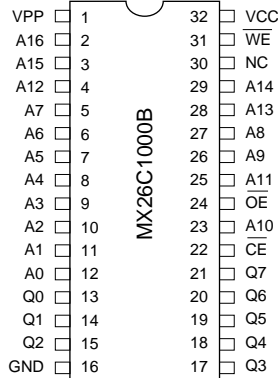 VPP 1 32 VCC
A16 2 31 WE
A15 3 30 NC
A12 4 29 A14
A7 5 28 A13
A6 6 27 A8
A5 7 26 A9
A4 8 25 A11
A3 9 24 OE
A2 10 23 A10
A1 11 22 CE
A0 12 21 Q7
Q0 13 20 Q6
Q1 14 19 Q5
Q2 15 18 Q4
GND 16 17 Q3
MX26C1000B